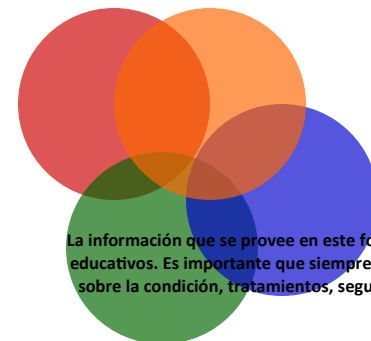 La información que se provee en este
educativos. Es importante que siempre
sobre la condición, tratamientos,